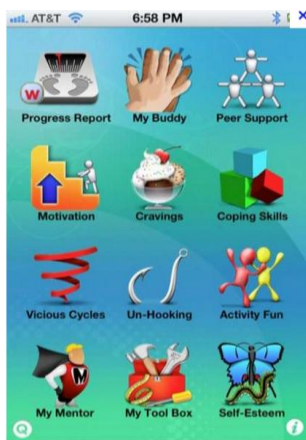 AT&T 6:58 PM
W
Progress Report My Buddy Peer Support
Motivation Cravings Coping Skills
Vicious Cycles Un-Hooking Activity Fun
M
My Mentor My Tool Box Self-Esteem
Q i